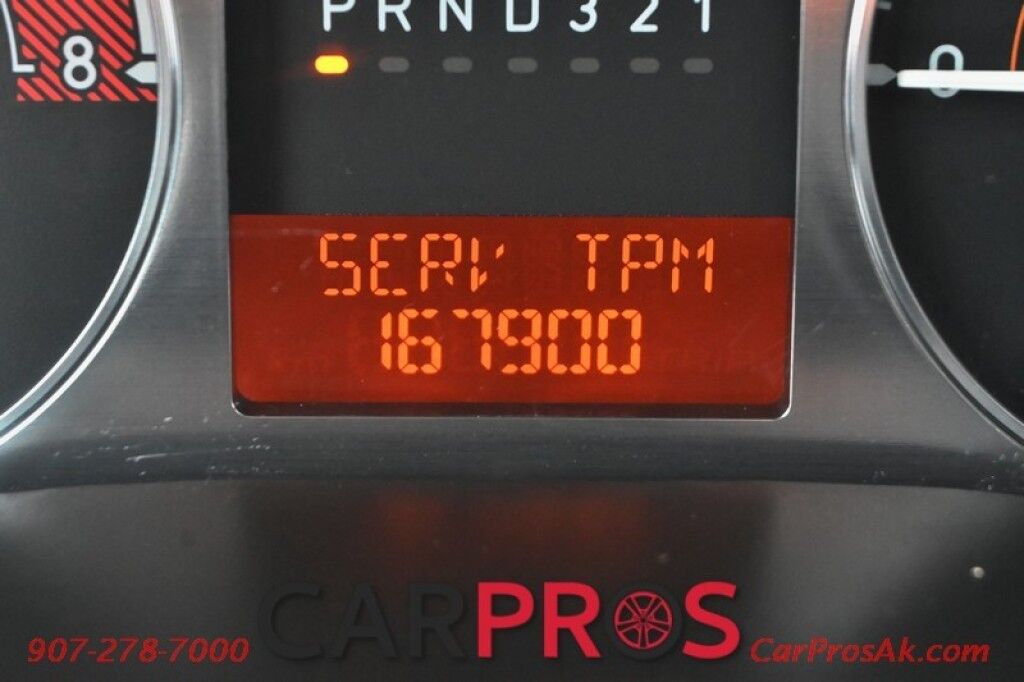 P R N D 3 2 1
8
0
SERV TPM
167900
CARPROS
907-278-7000
CarProsAk.com